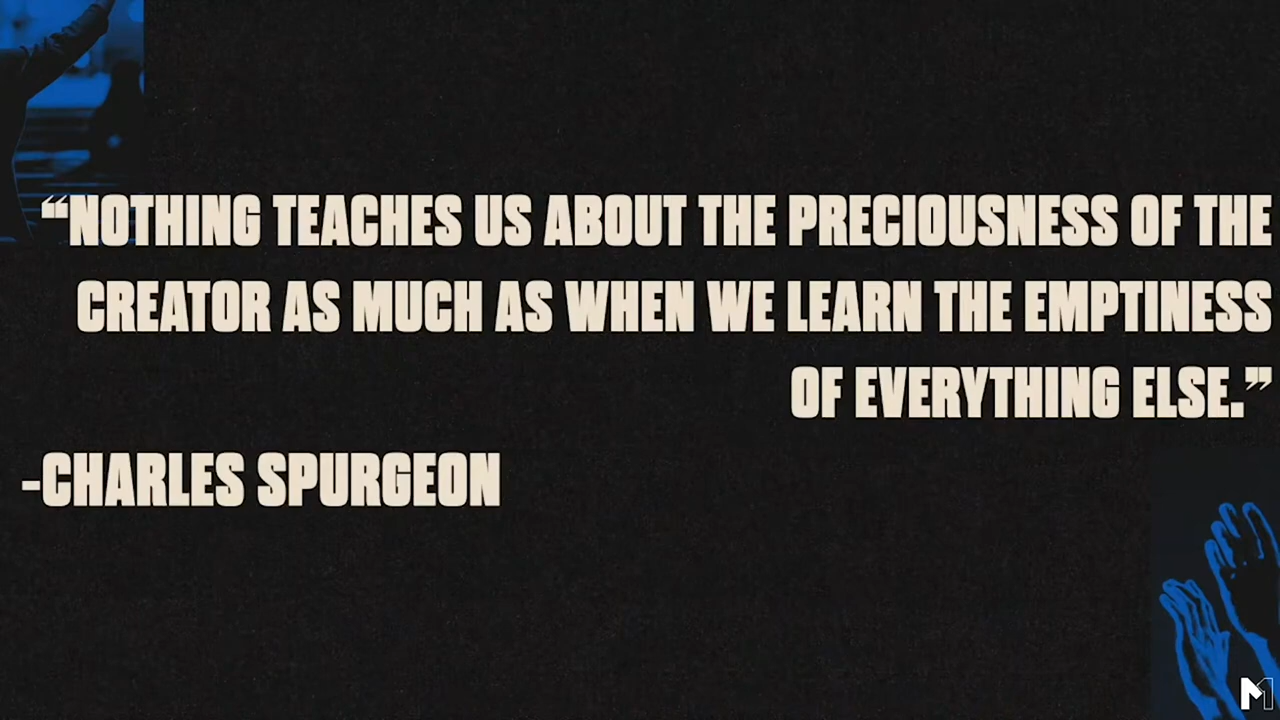 “NOTHING TEACHES US ABOUT THE PRECIOUSNESS OF THE
CREATOR AS MUCH AS WHEN WE LEARN THE EMPTINESS
OF EVERYTHING ELSE.”
-CHARLES SPURGEON
M1